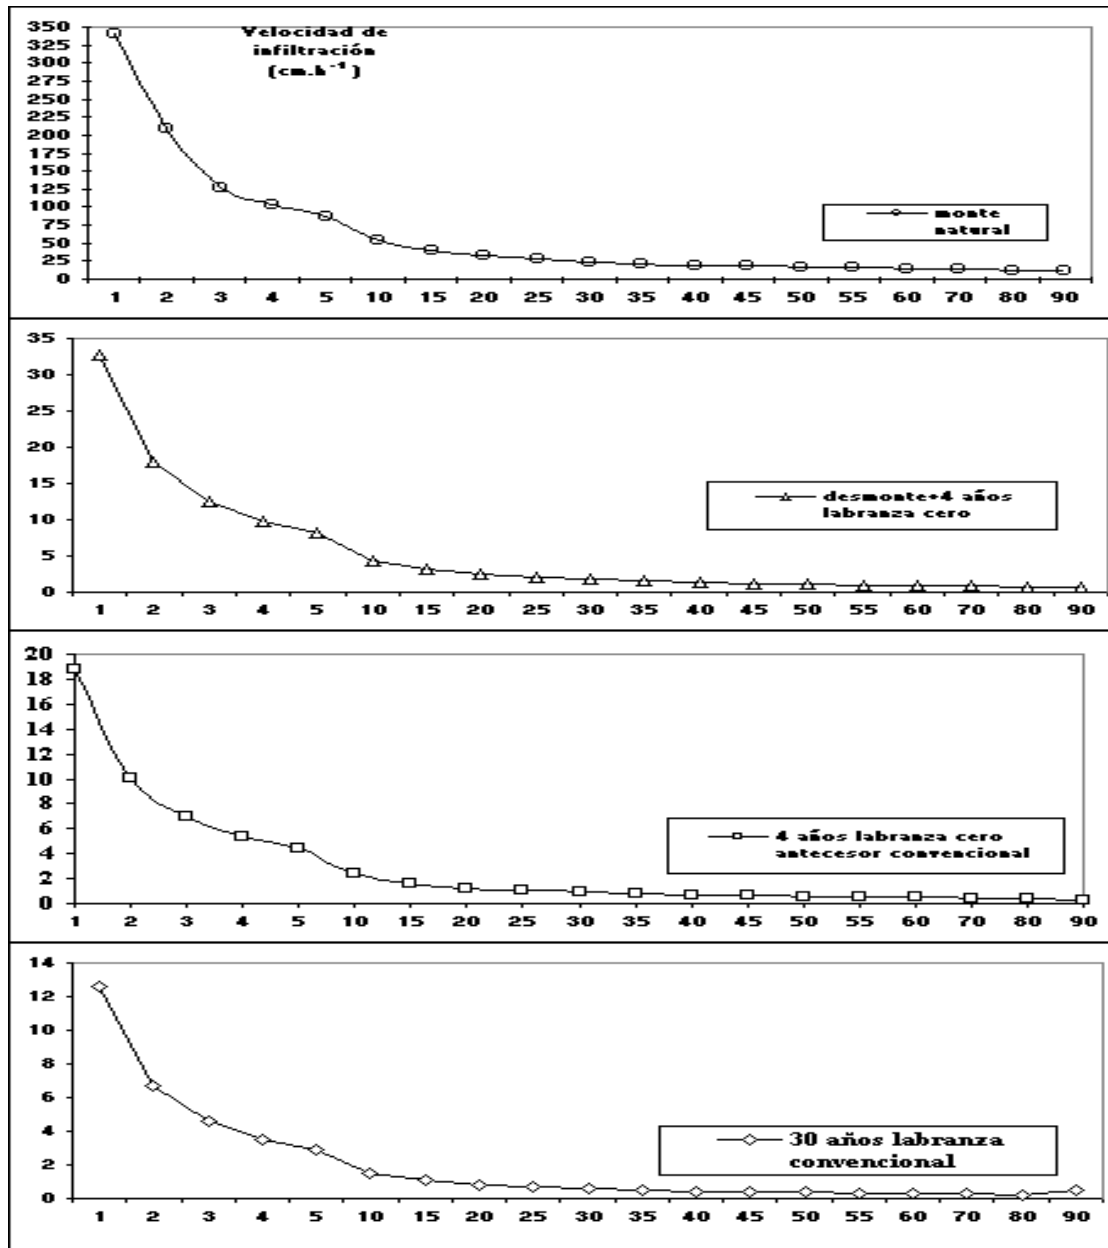 350
Velocidad de
325
infiltración
300
(cm.h⁻¹)
275
250
225
200
175
150
125
100
75
50
25
0
monte
natural
1 2 3 4 5 10 15 20 25 30 35 40 45 50 55 60 70 80 90
35
30
25
20
15
10
5
0
desmonte+4 años
labranza cero
1 2 3 4 5 10 15 20 25 30 35 40 45 50 55 60 70 80 90
20
18
16
14
12
10
8
6
4
2
0
4 años labranza cero
antecesor convencional
1 2 3 4 5 10 15 20 25 30 35 40 45 50 55 60 70 80 90
14
12
10
8
6
4
2
0
30 años labranza
convencional
1 2 3 4 5 10 15 20 25 30 35 40 45 50 55 60 70 80 90